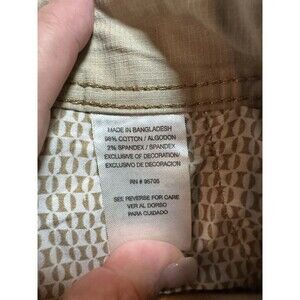 MADE IN BANGLADESH
98% COTTON / ALGODON
2% SPANDEX / SPANDEX
EXCLUSIVE OF DECORATION/
EXCLUSIVO DE DECORACION
RN # 95705
SEE REVERSE FOR CARE
VER AL DORSO
PARA CUIDADO